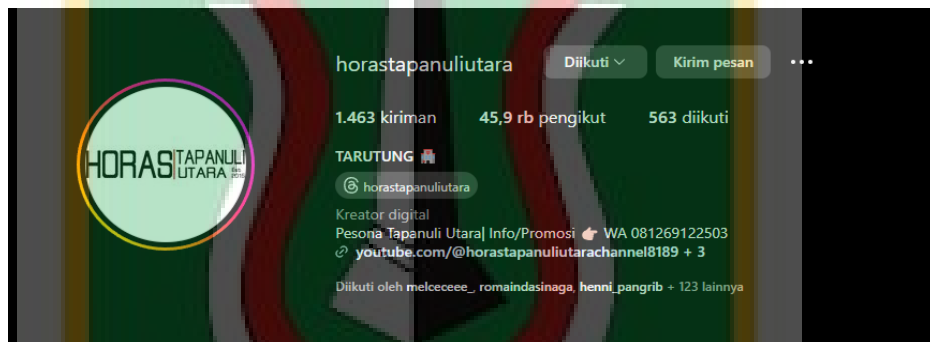 horastapanuliutara
Diikuti
Kirim pesan
1.463 kiriman
45,9 rb pengikut
563 diikuti
HORAS TAPANULI
UTARA
TARUTUNG
horastapanuliutara
Kreator digital
Pesona Tapanuli Utara| Info/Promosi 👉🏻 WA 081269122503
youtube.com/@horastapanuliutarachannel8189 + 3
Diikuti oleh melceceee_, romaindasinaga, henni_pangrib + 123 lainnya